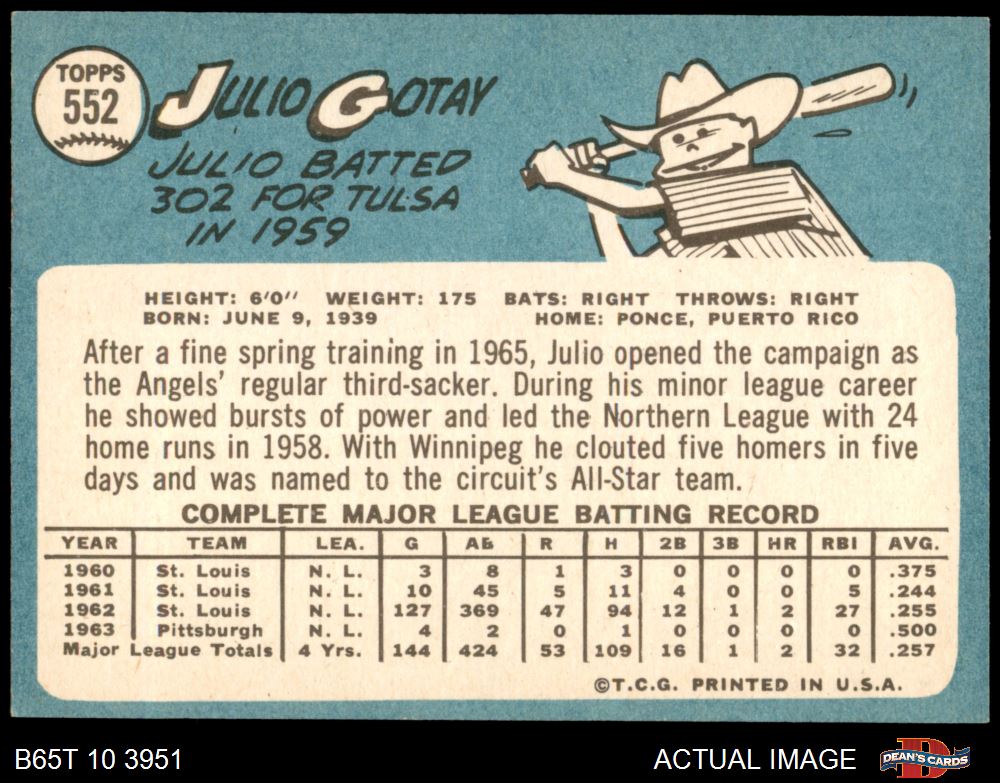 TOPPS
552
JULIO GOTAY
JULIO BATTED
302 FOR TULSA
IN 1959
HEIGHT: 6'0" WEIGHT: 175 BATS: RIGHT THROWS: RIGHT
BORN: JUNE 9, 1939 HOME: PONCE, PUERTO RICO
After a fine spring training in 1965, Julio opened the campaign as
the Angels' regular third-sacker. During his minor league career
he showed bursts of power and led the Northern League with 24
home runs in 1958. With Winnipeg he clouted five homers in five
days and was named to the circuit's All-Star team.
COMPLETE MAJOR LEAGUE BATTING RECORD
YEAR TEAM LEA. G AB R H 2B 3B HR RBI AVG.
1960 St. Louis N. L. 3 8 1 3 0 0 0 0 .375
1961 St. Louis N. L. 10 45 5 11 4 0 0 5 .244
1962 St. Louis N. L. 127 369 47 94 12 1 2 27 .255
1963 Pittsburgh N. L. 4 2 0 1 0 0 0 0 .500
Major League Totals 4 Yrs. 144 424 53 109 16 1 2 32 .257
©T.C.G. PRINTED IN U.S.A.
B65T 10 3951 ACTUAL IMAGE DEAN'S CARDS